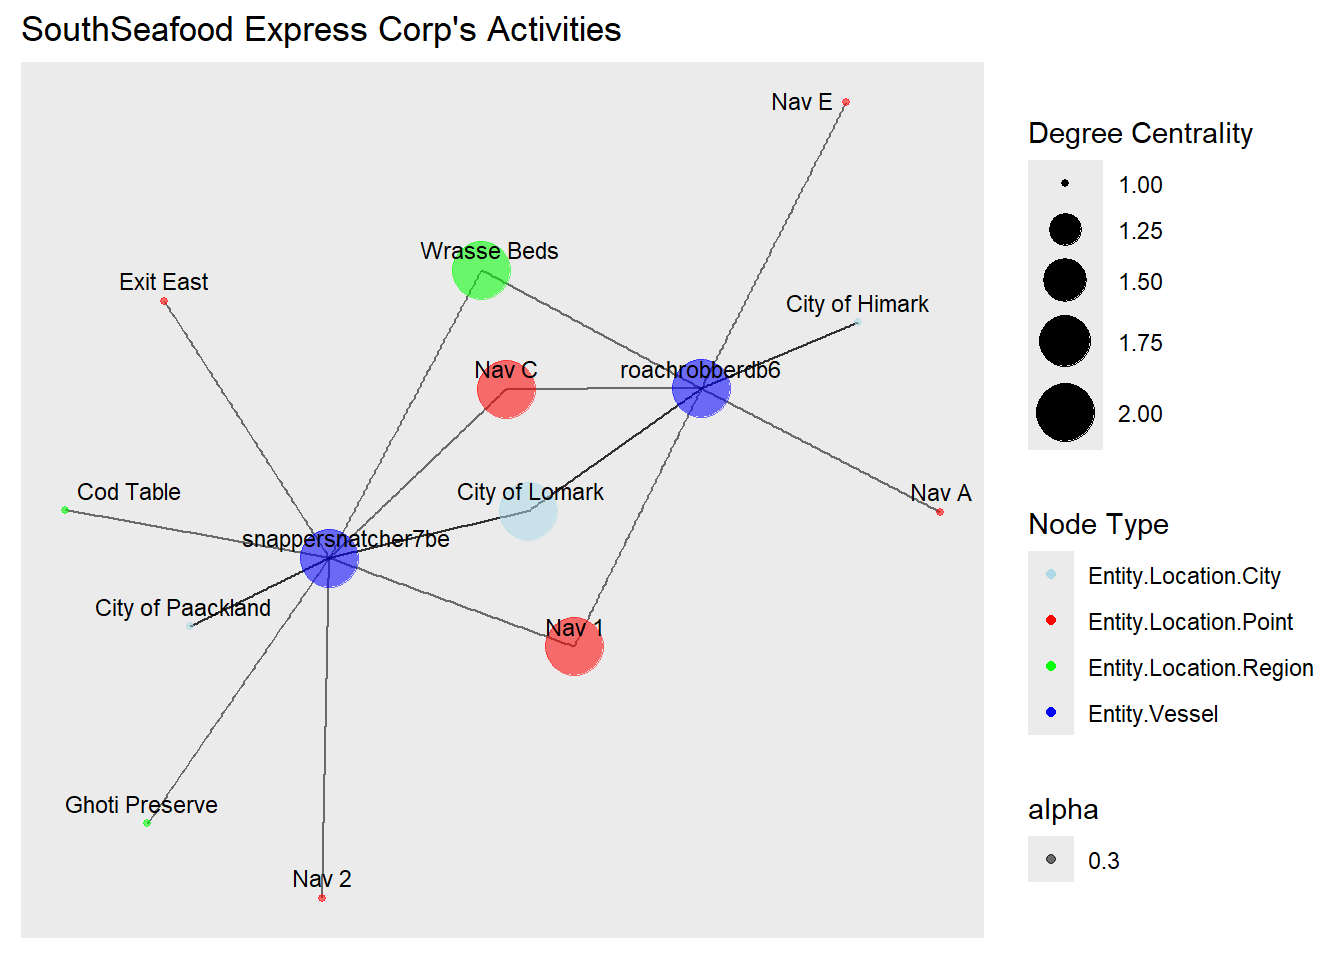 SouthSeafood Express Corp's Activities
Nav E
Wrasse Beds
Exit East
City of Himark
Nav C
roachrobberdb6
Cod Table
City of Lomark
Nav A
snappersnatcher7be
City of Paackland
Nav 1
Ghoti Preserve
Nav 2
Degree Centrality
1.00
1.25
1.50
1.75
2.00
Node Type
Entity.Location.City
Entity.Location.Point
Entity.Location.Region
Entity.Vessel
alpha
0.3